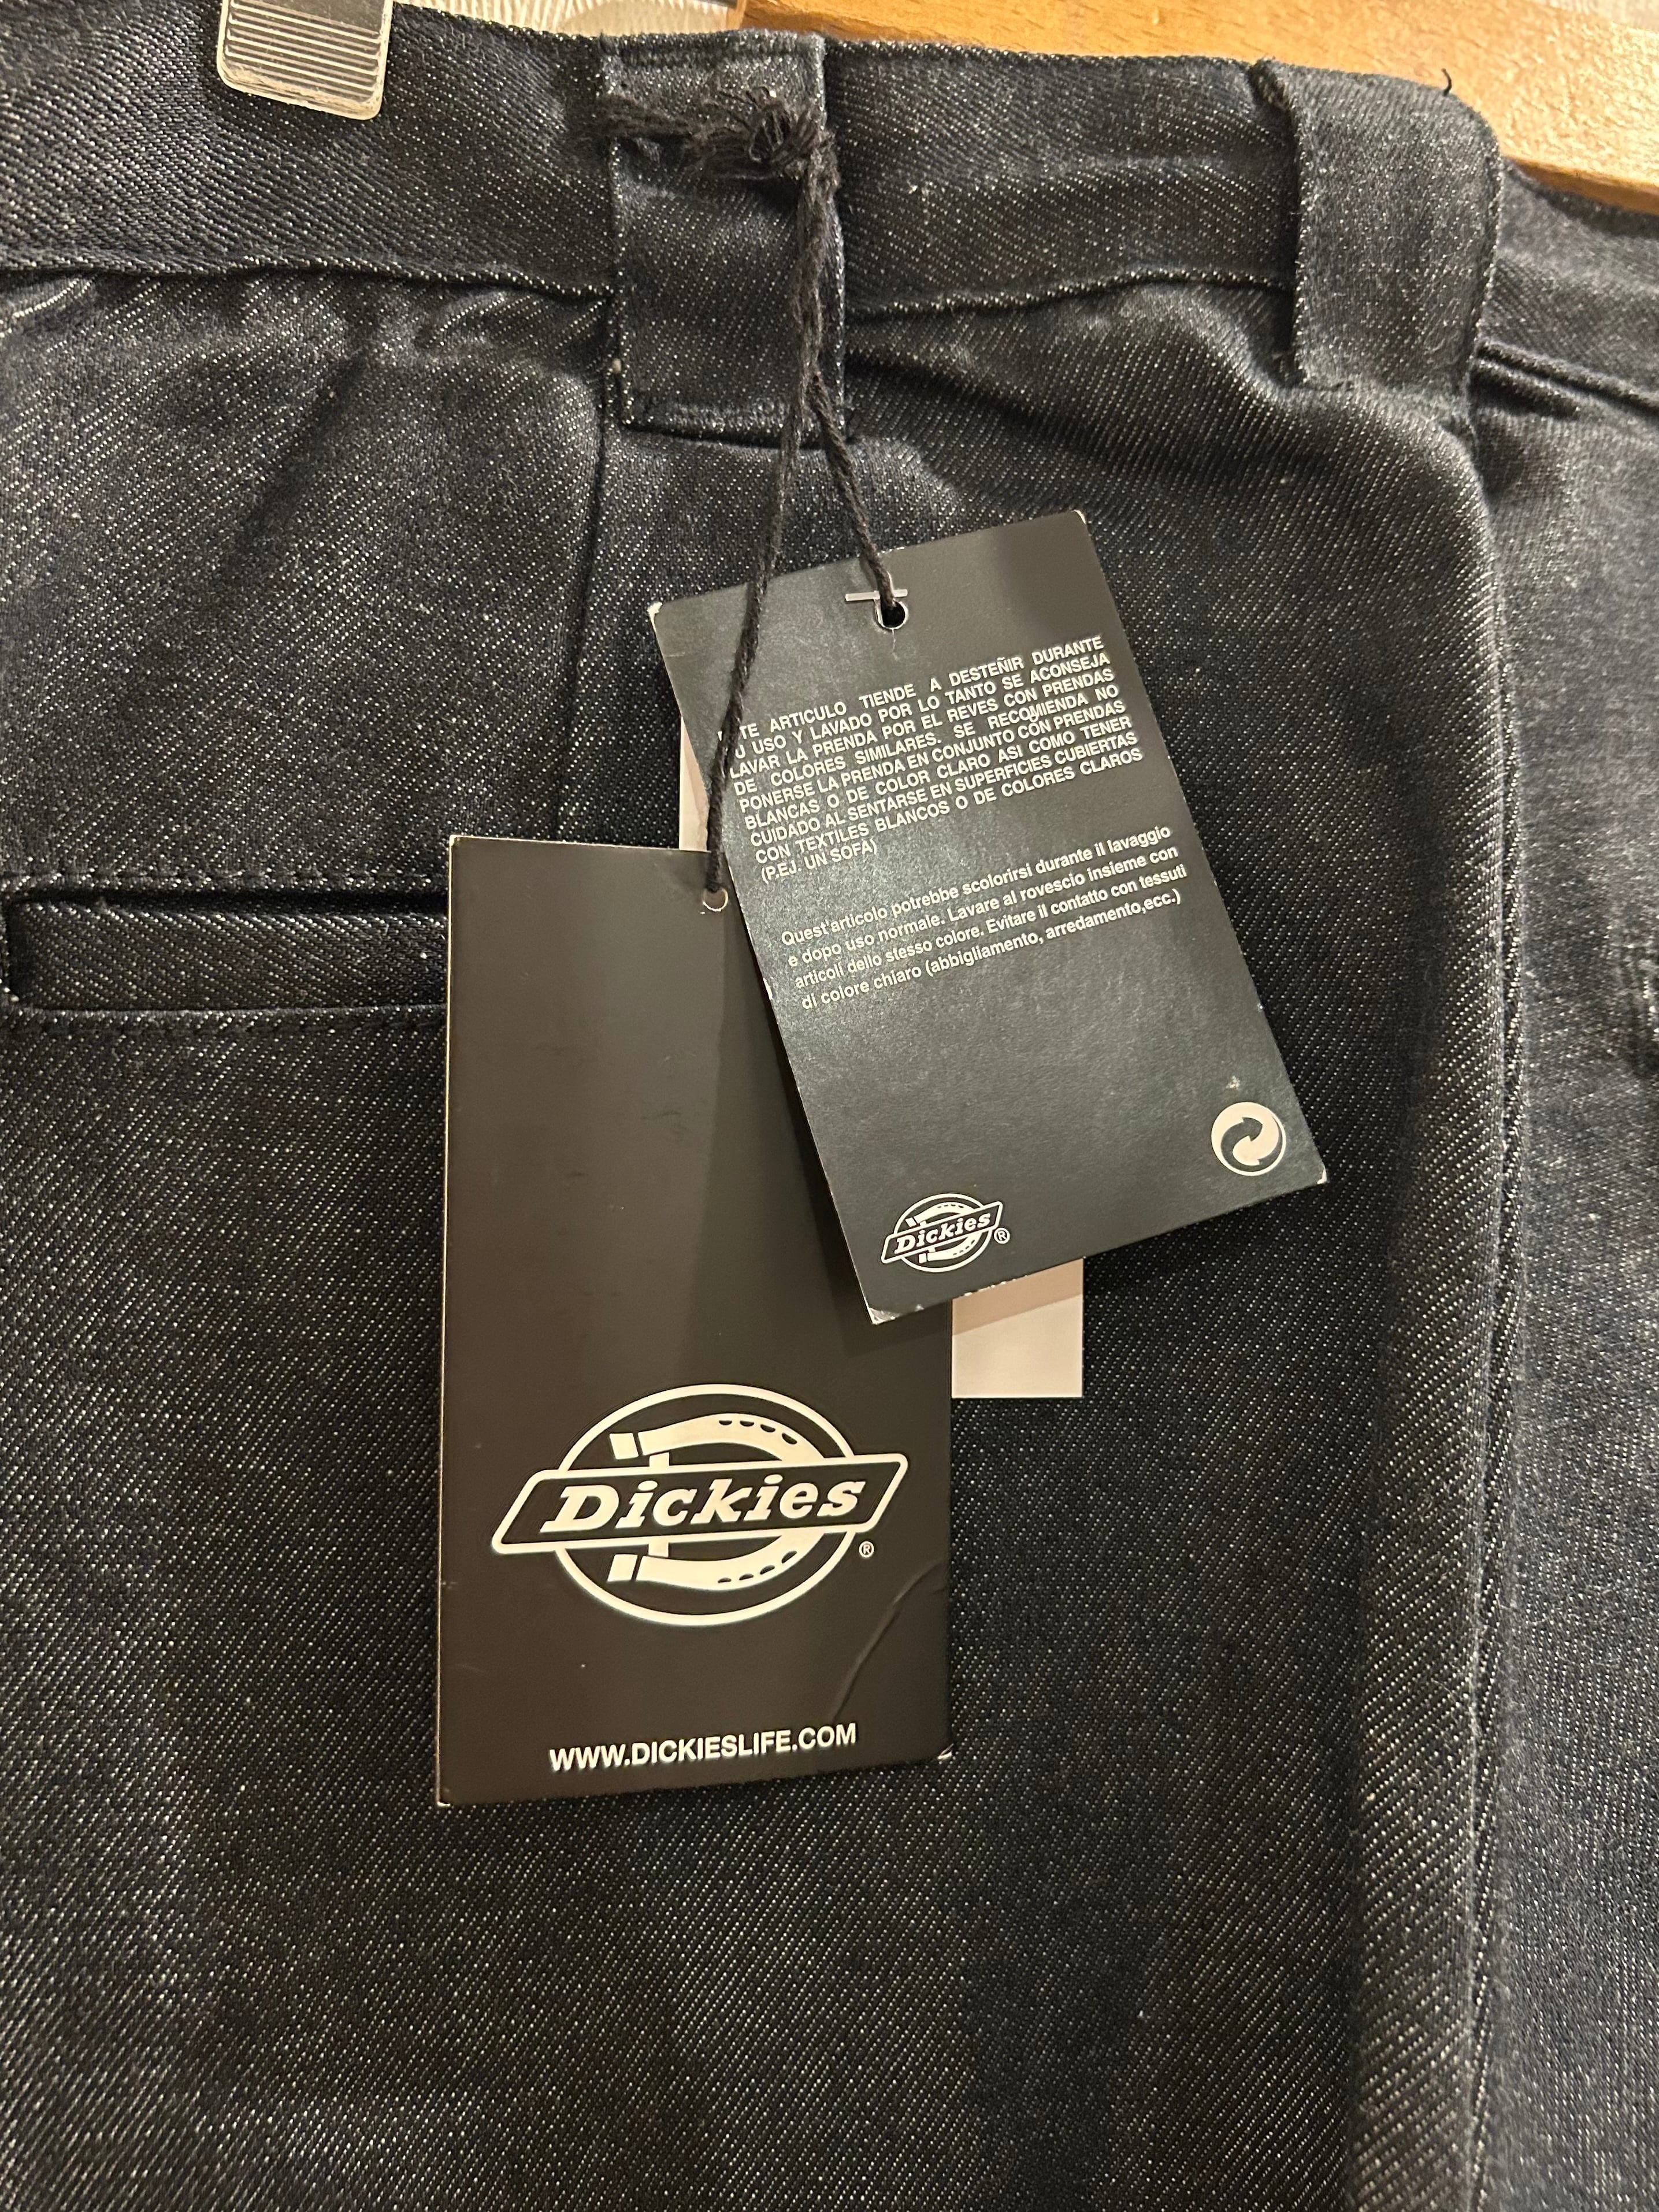 TE ARTICULO TIENDE A DESTEÑIR DURANTE
U USO Y LAVADO POR LO TANTO SE ACONSEJA
LAVAR LA PRENDA POR EL REVES CON PRENDAS
DE COLORES SIMILARES. SE RECOMIENDA NO
PONERSE LA PRENDA EN CONJUNTO CON PRENDAS
BLANCAS O DE COLOR CLARO ASI COMO TENER
CUIDADO AL SENTARSE EN SUPERFICIES CUBIERTAS
CON TEXTILES BLANCOS O DE COLORES CLAROS
(P.EJ. UN SOFA)
Quest'articolo potrebbe scolorirsi durante il lavaggio
e dopo uso normale. Lavare al rovescio insieme con
articoli dello stesso colore. Evitare il contatto con tessuti
di colore chiaro (abbigliamento, arredamento,ecc.)
Dickies®
Dickies®
WWW.DICKIESLIFE.COM